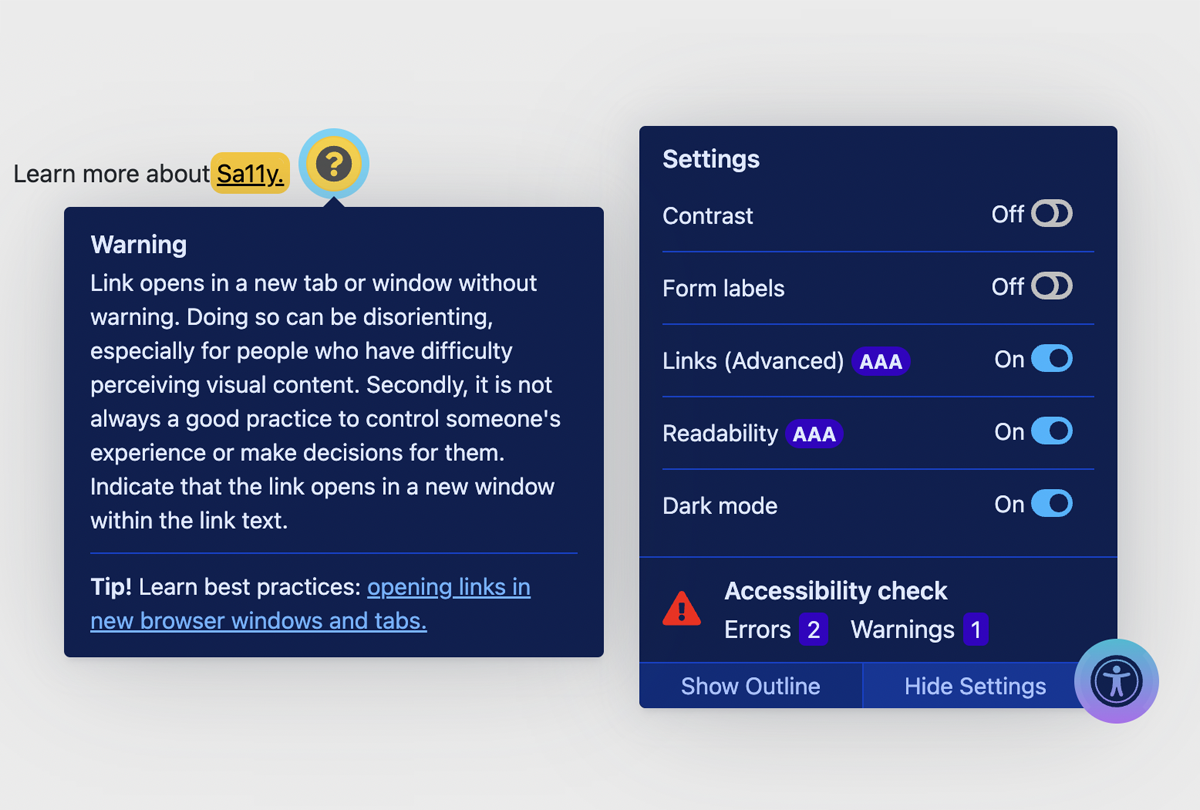 Learn more about Sa11y. ?
Warning
Link opens in a new tab or window without
warning. Doing so can be disorienting,
especially for people who have difficulty
perceiving visual content. Secondly, it is not
always a good practice to control someone's
experience or make decisions for them.
Indicate that the link opens in a new window
within the link text.
Tip! Learn best practices: opening links in
new browser windows and tabs.
Settings
Contrast Off
Form labels Off
Links (Advanced) AAA On
Readability AAA On
Dark mode On
Accessibility check
Errors 2 Warnings 1
Show Outline Hide Settings